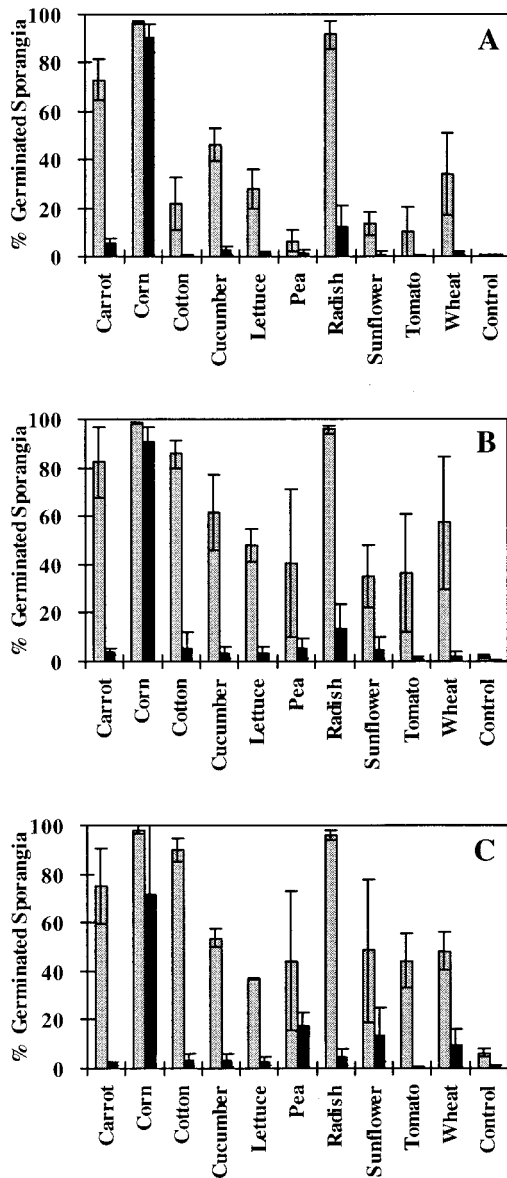 A
% Germinated Sporangia
100
80
60
40
20
0
Carrot
Corn
Cotton
Cucumber
Lettuce
Pea
Radish
Sunflower
Tomato
Wheat
Control
B
% Germinated Sporangia
100
80
60
40
20
0
Carrot
Corn
Cotton
Cucumber
Lettuce
Pea
Radish
Sunflower
Tomato
Wheat
Control
C
% Germinated Sporangia
100
80
60
40
20
0
Carrot
Corn
Cotton
Cucumber
Lettuce
Pea
Radish
Sunflower
Tomato
Wheat
Control